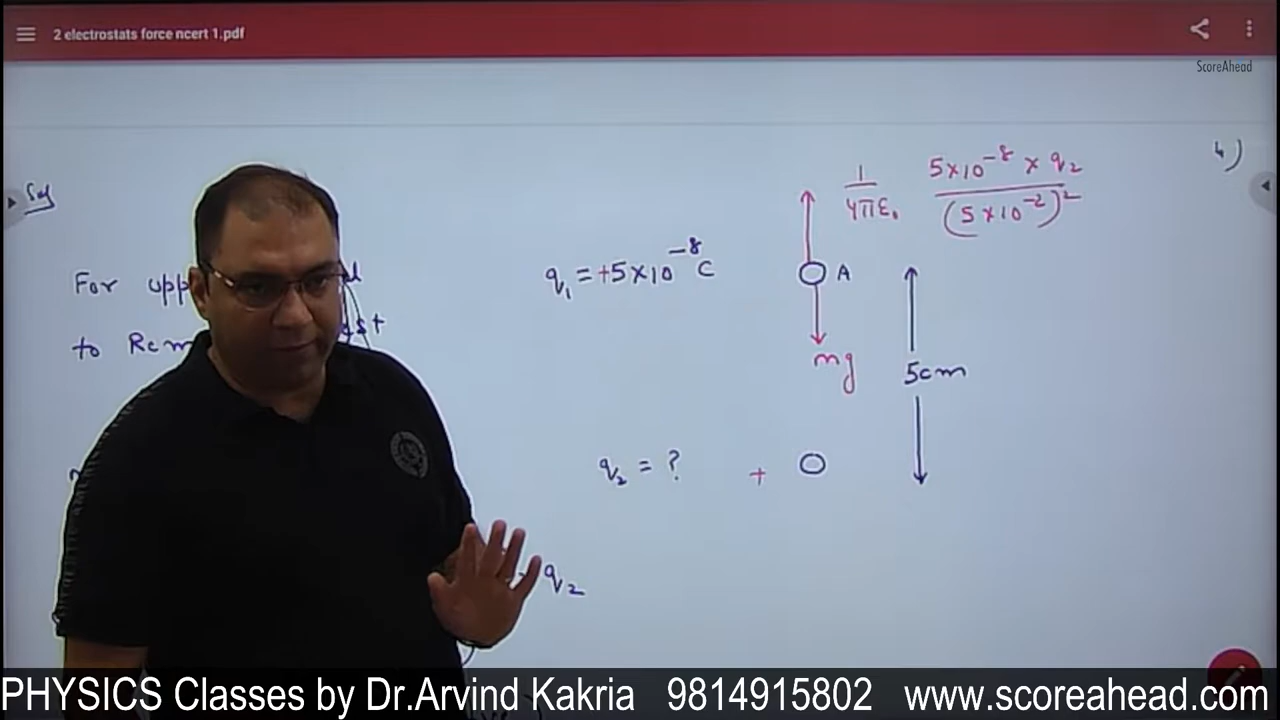 2 electrostats force ncert 1.pdf
ScoreAhead
4)
Sol
1
4πε₀
5×10⁻⁸ × q₂
(5×10⁻²)²
For upp
to Rem
q₁ = +5×10⁻⁸ C
A
mg
5cm
q₂ = ?
+
q₂
PHYSICS Classes by Dr.Arvind Kakria 9814915802 www.scoreahead.com